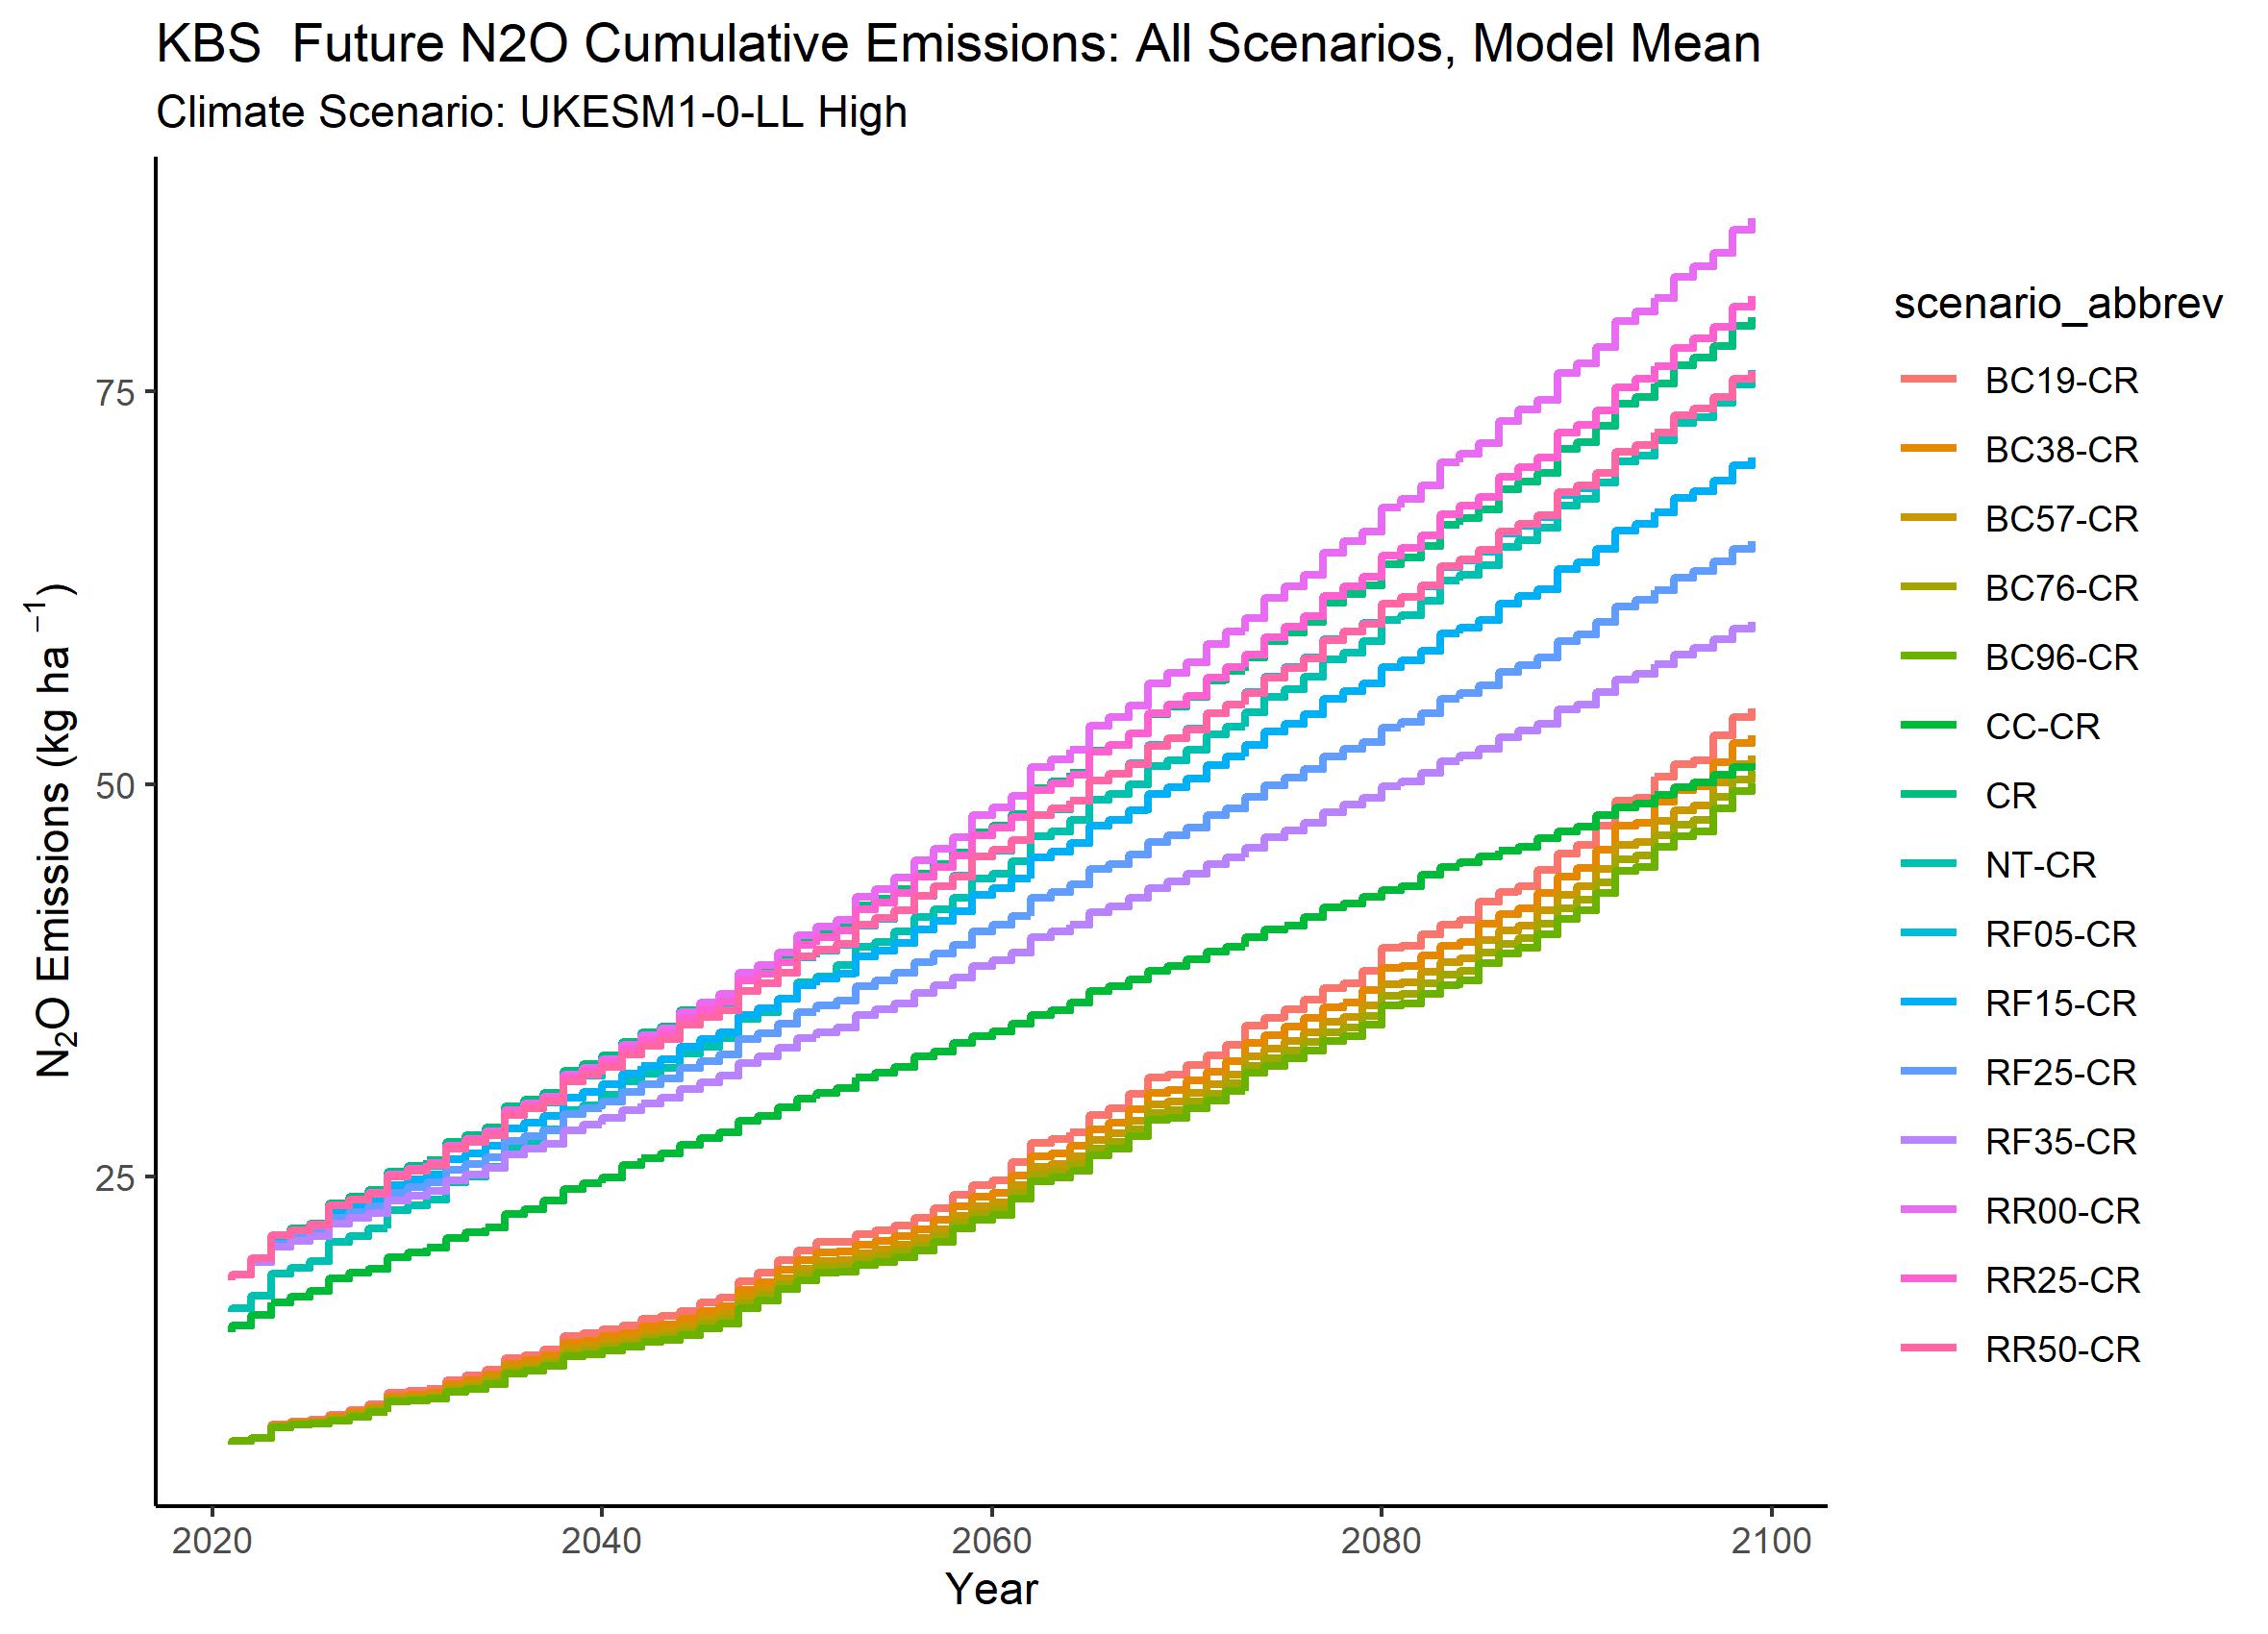 KBS  Future N2O Cumulative Emissions: All Scenarios, Model Mean
Climate Scenario: UKESM1-0-LL High
N₂O Emissions (kg ha ⁻¹)
75
50
25
2020
2040
2060
2080
2100
Year
scenario_abbrev
BC19-CR
BC38-CR
BC57-CR
BC76-CR
BC96-CR
CC-CR
CR
NT-CR
RF05-CR
RF15-CR
RF25-CR
RF35-CR
RR00-CR
RR25-CR
RR50-CR